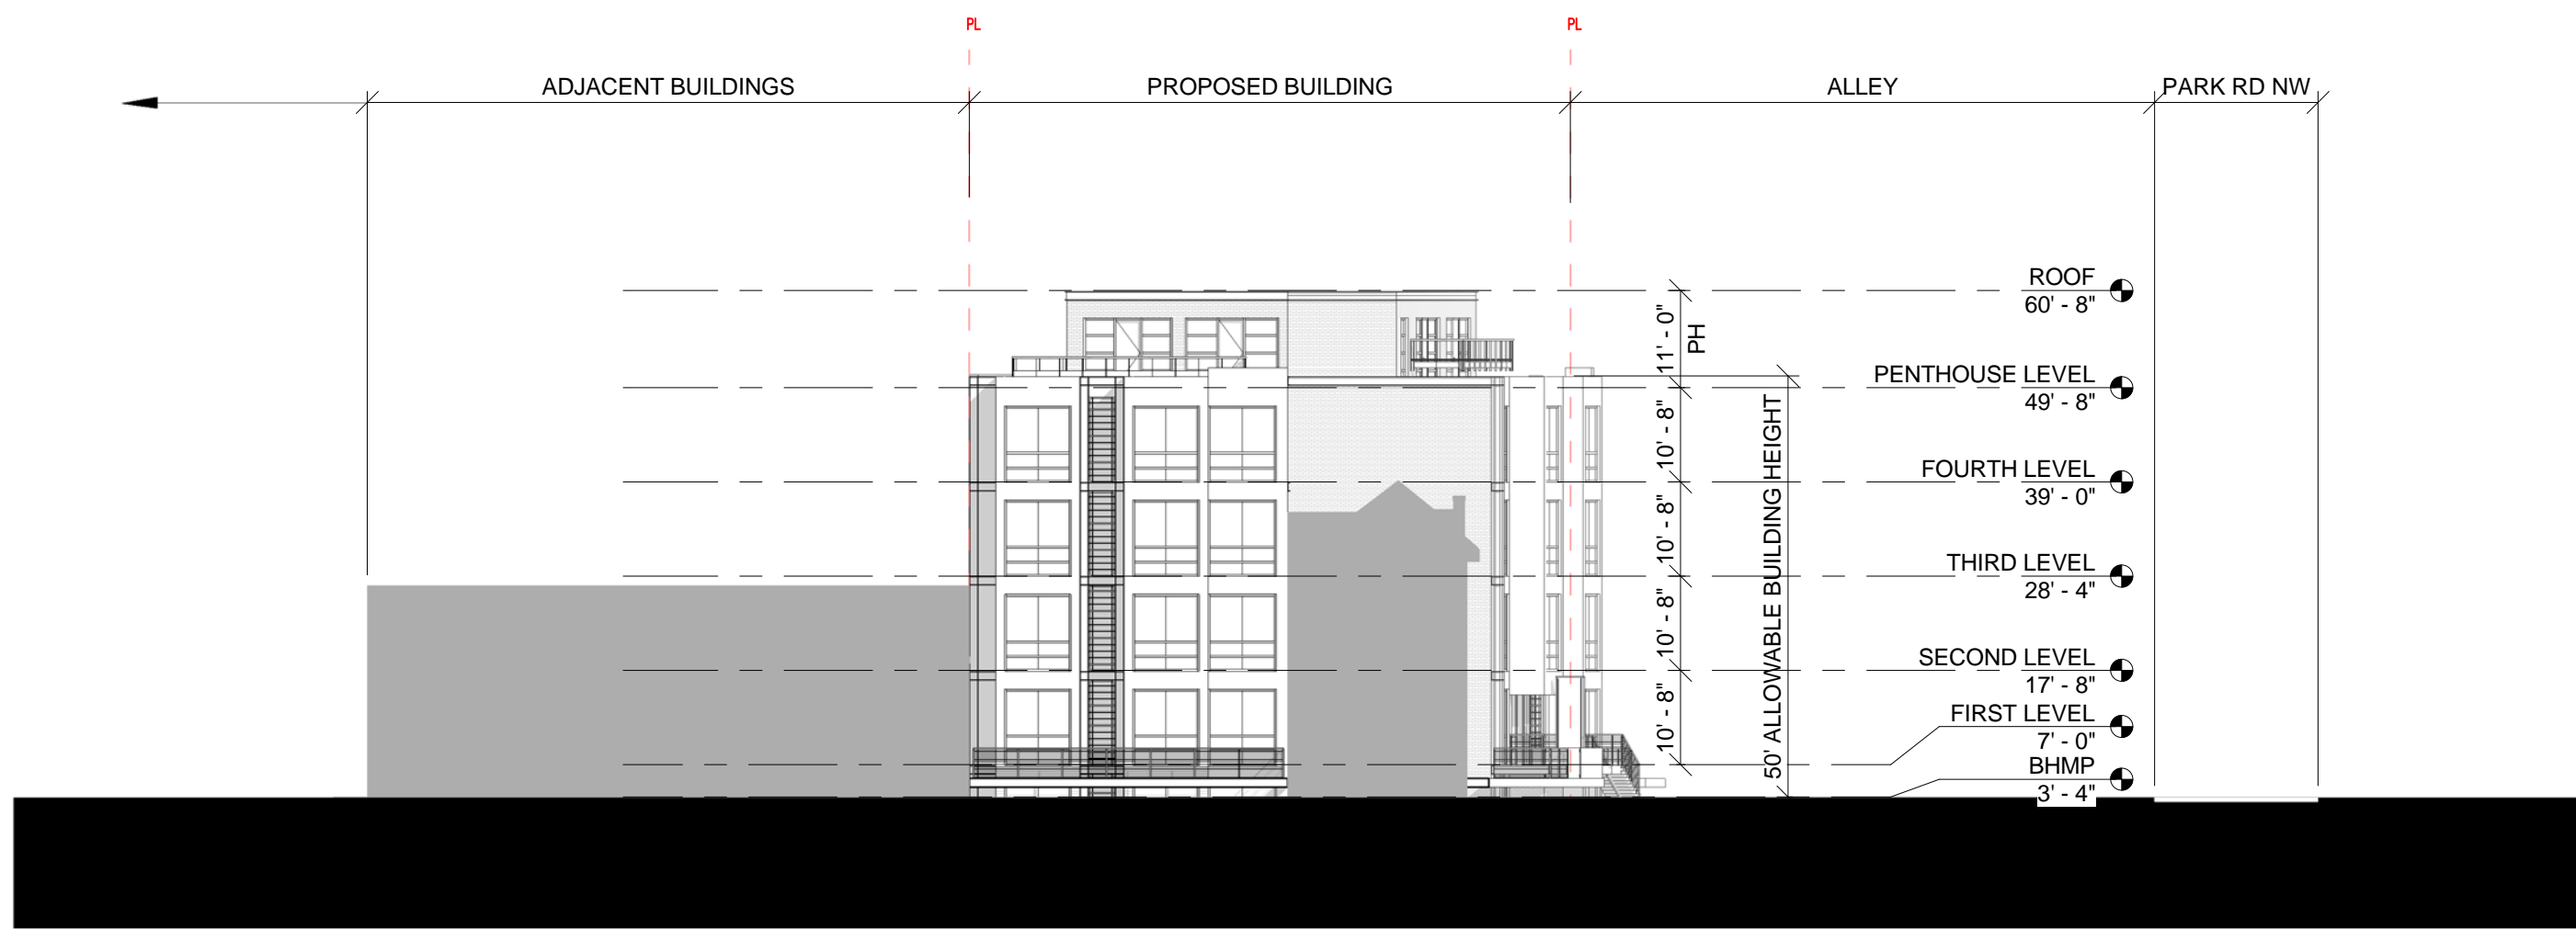 PL
PL
ADJACENT BUILDINGS
PROPOSED BUILDING
ALLEY
PARK RD NW
ROOF
60' - 8"
11' - 0"
PH
PENTHOUSE LEVEL
49' - 8"
10' - 8"
50' ALLOWABLE BUILDING HEIGHT
FOURTH LEVEL
39' - 0"
10' - 8"
THIRD LEVEL
28' - 4"
10' - 8"
SECOND LEVEL
17' - 8"
10' - 8"
FIRST LEVEL
7' - 0"
BHMP
3' - 4"